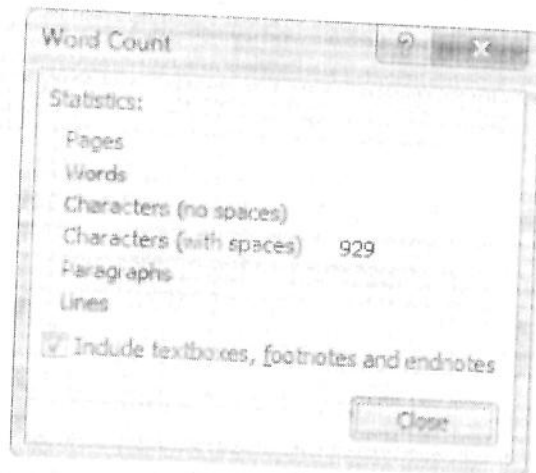 Word Count
Statistics:
Pages
Words
Characters (no spaces)
Characters (with spaces) 929
Paragraphs
Lines
Include textboxes, footnotes and endnotes
Close